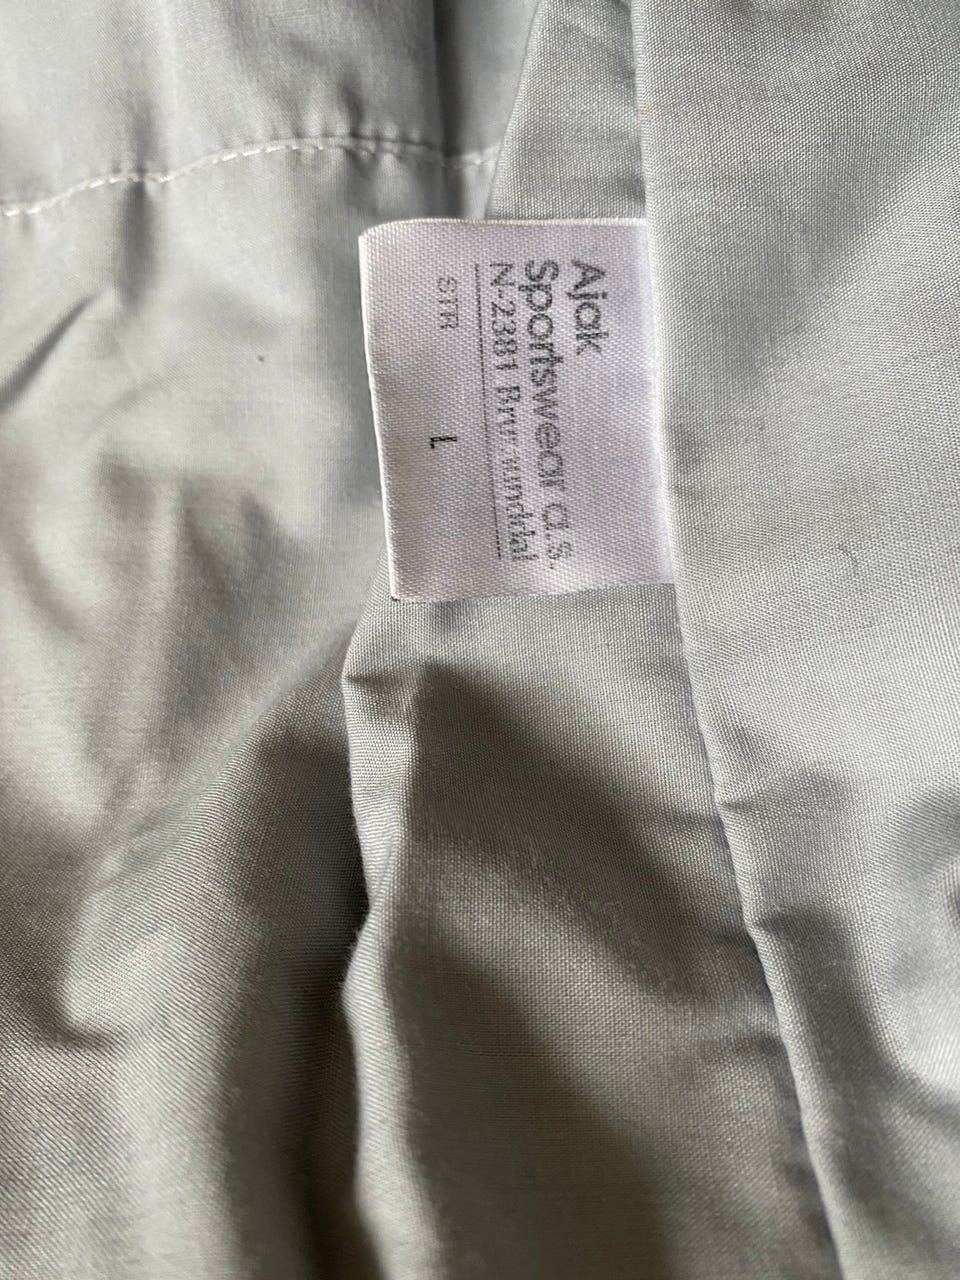 Ajak
Sportswear a.s.
N-2381 Brumunddal
STR L